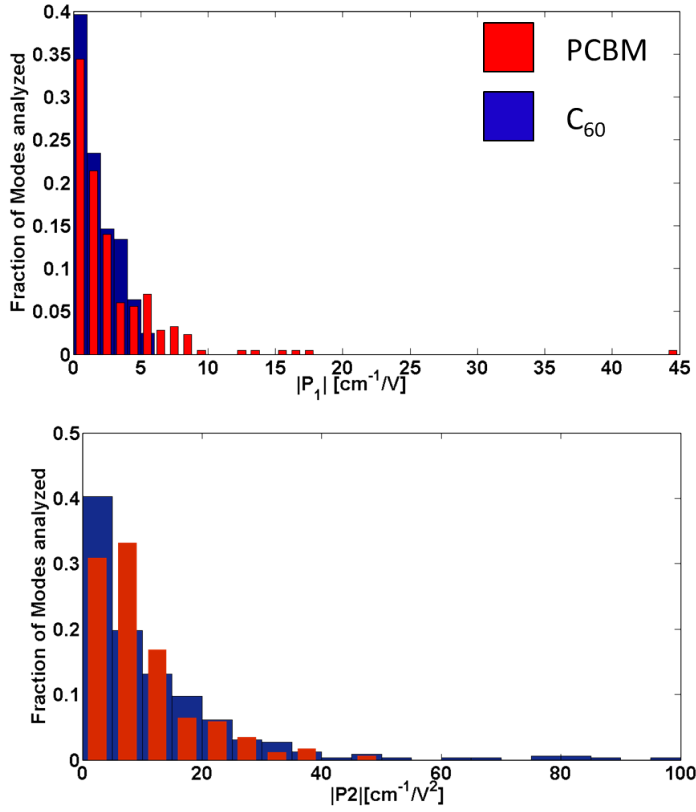 0.4
0.35
0.3
0.25
0.2
0.15
0.1
0.05
0
Fraction of Modes analyzed
PCBM
C₆₀
0 5 10 15 20 25 30 35 40 45
|P₁| [cm⁻¹/V]
0.5
0.4
0.3
0.2
0.1
0
Fraction of Modes analyzed
0 20 40 60 80 100
|P2|[cm⁻¹/V²]